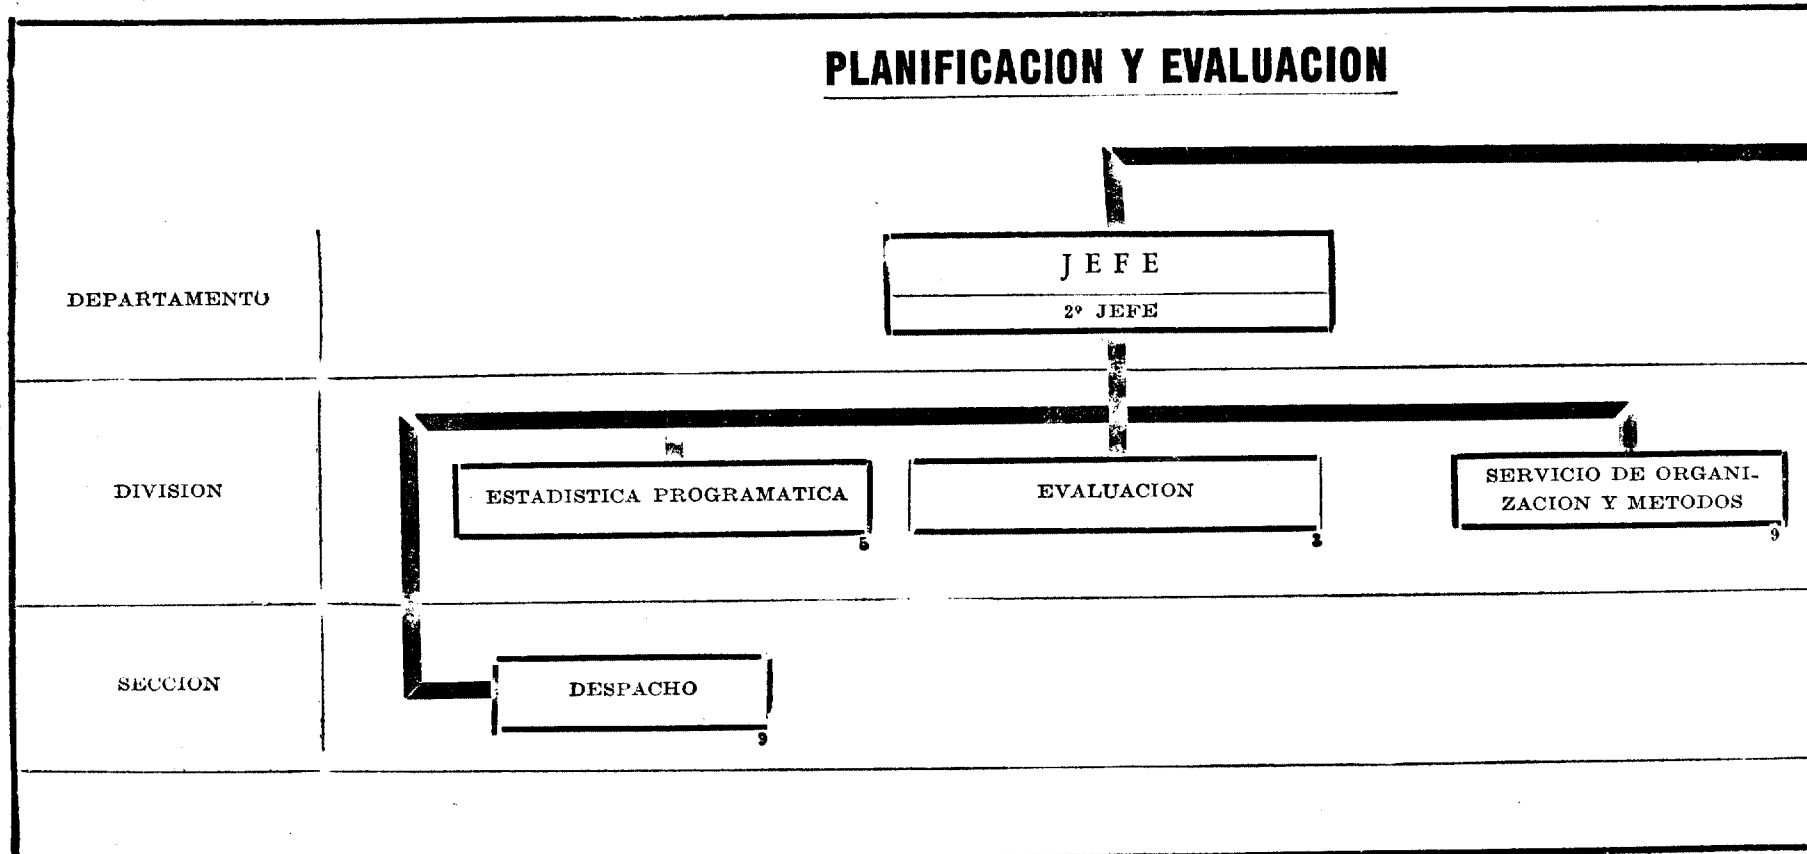 PLANIFICACION Y EVALUACION
JEFE
DEPARTAMENTO
2º JEFE
DIVISION
ESTADISTICA PROGRAMATICA
5
EVALUACION
SERVICIO DE ORGANI-
ZACION Y METODOS
9
SECCION
DESPACHO
9